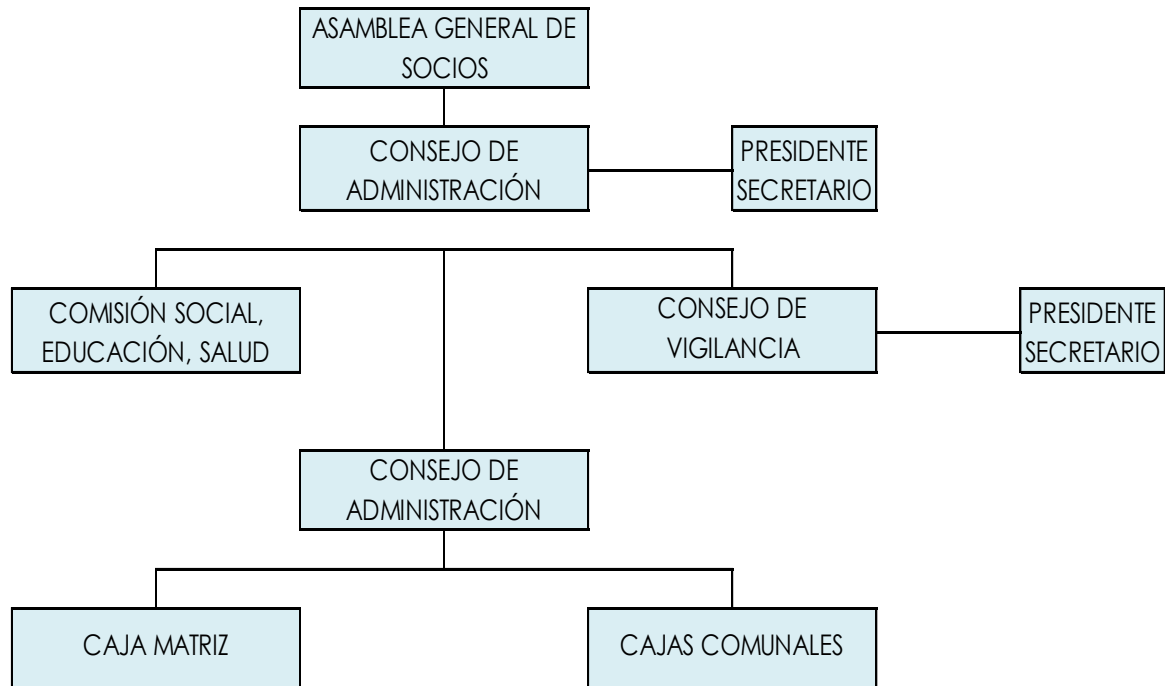 ASAMBLEA GENERAL DE
SOCIOS
CONSEJO DE
ADMINISTRACIÓN
PRESIDENTE
SECRETARIO
COMISIÓN SOCIAL,
EDUCACIÓN, SALUD
CONSEJO DE
VIGILANCIA
PRESIDENTE
SECRETARIO
CONSEJO DE
ADMINISTRACIÓN
CAJA MATRIZ
CAJAS COMUNALES